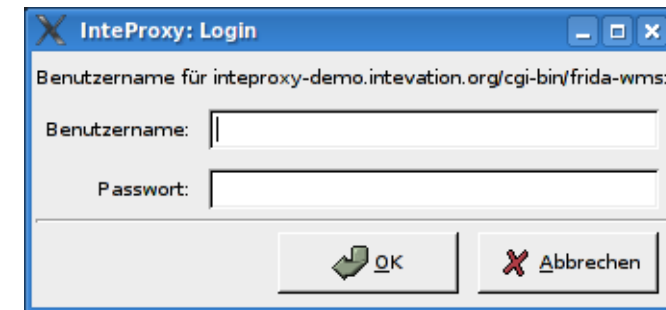 InteProxy: Login
Benutzername für inteproxy-demo.intevation.org/cgi-bin/frida-wms:
Benutzername:
Passwort:
OK Abbrechen